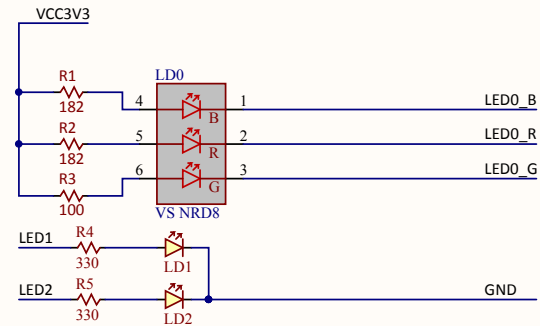 VCC3V3
R1
182
LD0
4
B
1
LED0_B
R2
182
5
R
2
LED0_R
R3
100
6
G
3
LED0_G
VS NRD8
LED1
R4
330
LD1
LED2
R5
330
LD2
GND